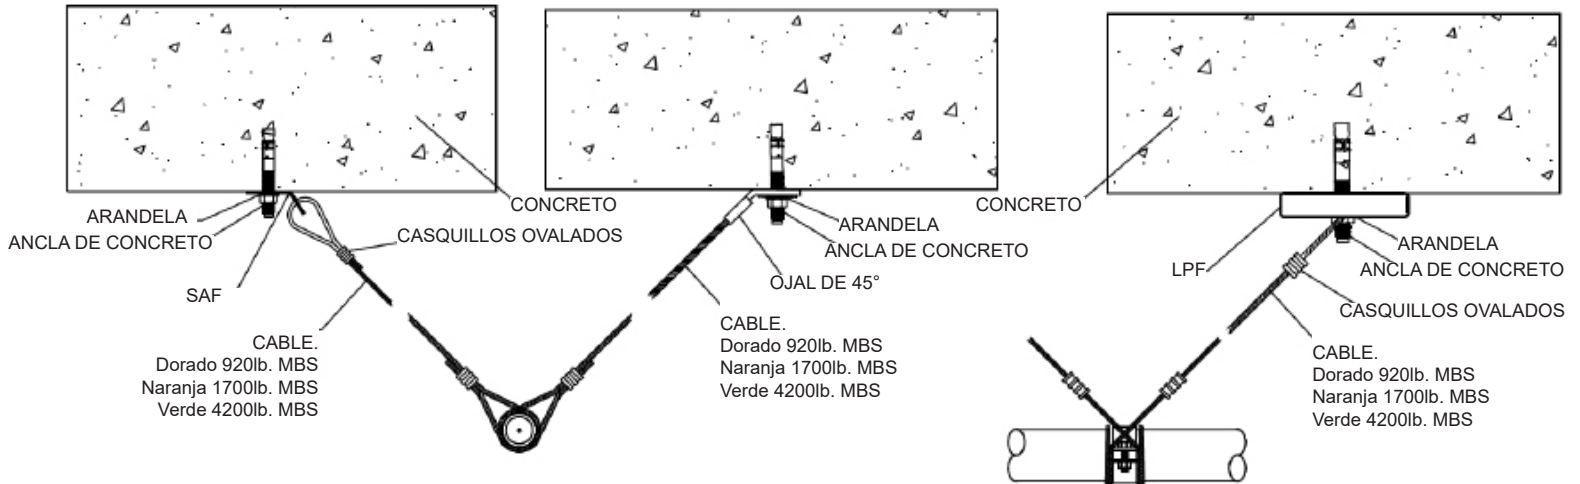 ARANDELA
ANCLA DE CONCRETO
SAF
CONCRETO
CASQUILLOS OVALADOS
CABLE.
Dorado 920lb. MBS
Naranja 1700lb. MBS
Verde 4200lb. MBS
ARANDELA
ANCLA DE CONCRETO
OJAL DE 45°
CABLE.
Dorado 920lb. MBS
Naranja 1700lb. MBS
Verde 4200lb. MBS
CONCRETO
LPF
ARANDELA
ANCLA DE CONCRETO
CASQUILLOS OVALADOS
CABLE.
Dorado 920lb. MBS
Naranja 1700lb. MBS
Verde 4200lb. MBS